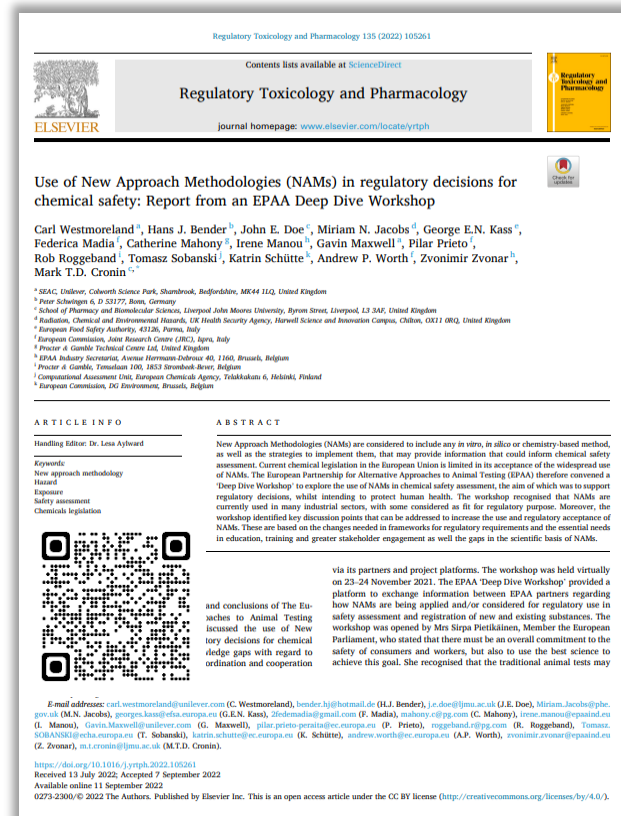 Regulatory Toxicology and Pharmacology 135 (2022) 105261
Contents lists available at ScienceDirect
Regulatory Toxicology and Pharmacology
journal homepage: www.elsevier.com/locate/yrtph
ELSEVIER
Regulatory
Toxicology and
Pharmacology
Check for
updates
Use of New Approach Methodologies (NAMs) in regulatory decisions for
chemical safety: Report from an EPAA Deep Dive Workshop
Carl Westmoreland a, Hans J. Bender b, John E. Doe c, Miriam N. Jacobs d, George E.N. Kass e,
Federica Madia f, Catherine Mahony g, Irene Manou h, Gavin Maxwell a, Pilar Prieto f,
Rob Roggeband i, Tomasz Sobanski j, Katrin Schütte k, Andrew P. Worth f, Zvonimir Zvonar h,
Mark T.D. Cronin c,*
a SEAC, Unilever, Colworth Science Park, Sharnbrook, Bedfordshire, MK44 1LQ, United Kingdom
b Peter Schwingen 6, D 53177, Bonn, Germany
c School of Pharmacy and Biomolecular Sciences, Liverpool John Moores University, Byrom Street, Liverpool, L3 3AF, United Kingdom
d Radiation, Chemical and Environmental Hazards, UK Health Security Agency, Harwell Science and Innovation Campus, Chilton, OX11 0RQ, United Kingdom
e European Food Safety Authority, 43126, Parma, Italy
f European Commission, Joint Research Centre (JRC), Ispra, Italy
g Procter & Gamble Technical Centre Ltd, United Kingdom
h EPAA Industry Secretariat, Avenue Herrmann-Debroux 40, 1160, Brussels, Belgium
i Procter & Gamble, Temselaan 100, 1853 Strombeek-Bever, Belgium
j Computational Assessment Unit, European Chemicals Agency, Telakkakatu 6, Helsinki, Finland
k European Commission, DG Environment, Brussels, Belgium
ARTICLE INFO
Handling Editor: Dr. Lesa Aylward
Keywords:
New approach methodology
Hazard
Exposure
Safety assessment
Chemicals legislation
ABSTRACT
New Approach Methodologies (NAMs) are considered to include any in vitro, in silico or chemistry-based method,
as well as the strategies to implement them, that may provide information that could inform chemical safety
assessment. Current chemical legislation in the European Union is limited in its acceptance of the widespread use
of NAMs. The European Partnership for Alternative Approaches to Animal Testing (EPAA) therefore convened a
'Deep Dive Workshop' to explore the use of NAMs in chemical safety assessment, the aim of which was to support
regulatory decisions, whilst intending to protect human health. The workshop recognised that NAMs are
currently used in many industrial sectors, with some considered as fit for regulatory purpose. Moreover, the
workshop identified key discussion points that can be addressed to increase the use and regulatory acceptance of
NAMs. These are based on the changes needed in frameworks for regulatory requirements and the essential needs
in education, training and greater stakeholder engagement as well the gaps in the scientific basis of NAMs.
and conclusions of The Eu-
oaches to Animal Testing
iscussed the use of New
tory decisions for chemical
ledge gaps with regard to
ordination and cooperation
via its partners and project platforms. The workshop was held virtually
on 23–24 November 2021. The EPAA 'Deep Dive Workshop' provided a
platform to exchange information between EPAA partners regarding
how NAMs are being applied and/or considered for regulatory use in
safety assessment and registration of new and existing substances. The
workshop was opened by Mrs Sirpa Pietikäinen, Member the European
Parliament, who stated that there must be an overall commitment to the
safety of consumers and workers, but also to use the best science to
achieve this goal. She recognised that the traditional animal tests may
E-mail addresses: carl.westmoreland@unilever.com (C. Westmoreland), bender.hj@hotmail.de (H.J. Bender), j.e.doe@ljmu.ac.uk (J.E. Doe), Miriam.Jacobs@phe.
gov.uk (M.N. Jacobs), georges.kass@efsa.europa.eu (G.E.N. Kass), 2fedemadia@gmail.com (F. Madia), mahony.c@pg.com (C. Mahony), irene.manou@epaaind.eu
(I. Manou), Gavin.Maxwell@unilever.com (G. Maxwell), pilar.prieto-peraita@ec.europa.eu (P. Prieto), roggeband.r@pg.com (R. Roggeband), Tomasz.
SOBANSKI@echa.europa.eu (T. Sobanski), katrin.schutte@ec.europa.eu (K. Schütte), andrew.worth@ec.europa.eu (A.P. Worth), zvonimir.zvonar@epaaind.eu
(Z. Zvonar), m.t.cronin@ljmu.ac.uk (M.T.D. Cronin).
https://doi.org/10.1016/j.yrtph.2022.105261
Received 13 July 2022; Accepted 7 September 2022
Available online 11 September 2022
0273-2300/© 2022 The Authors. Published by Elsevier Inc. This is an open access article under the CC BY license (http://creativecommons.org/licenses/by/4.0/).